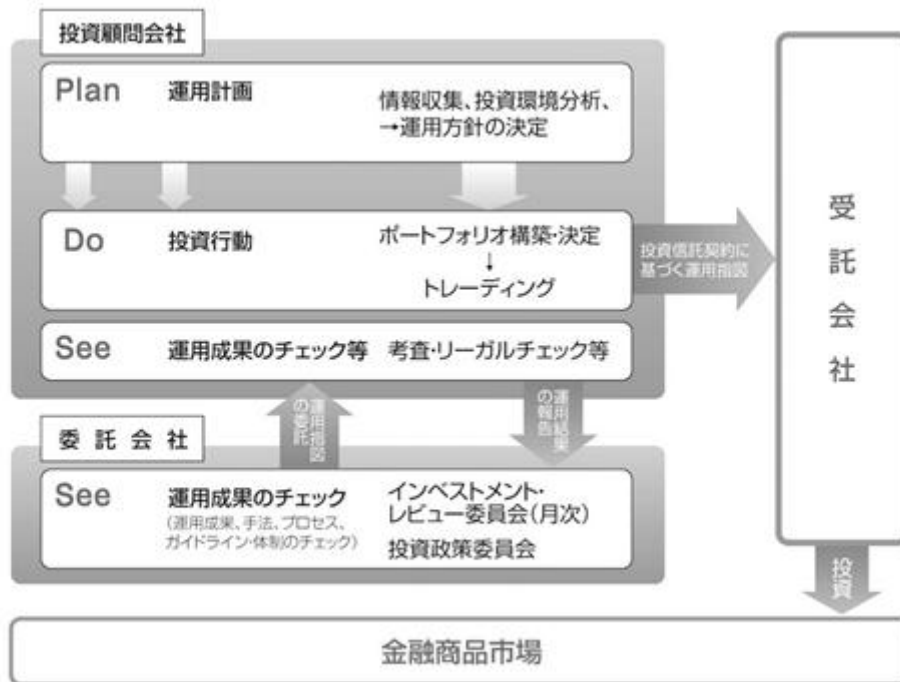 投資顧問会社
Plan 運用計画
情報収集、投資環境分析、
→運用方針の決定
Do 投資行動
ポートフォリオ構築・決定
↓
トレーディング
投資信託契約に
基づく運用指図
See 運用成果のチェック等 考査・リーガルチェック等
運用指図
の委託
運用結果
の報告
委託会社
See 運用成果のチェック
(運用成果、手法、プロセス、
ガイドライン・体制のチェック)
インベストメント・
レビュー委員会(月次)
投資政策委員会
受託会社
投資
金融商品市場